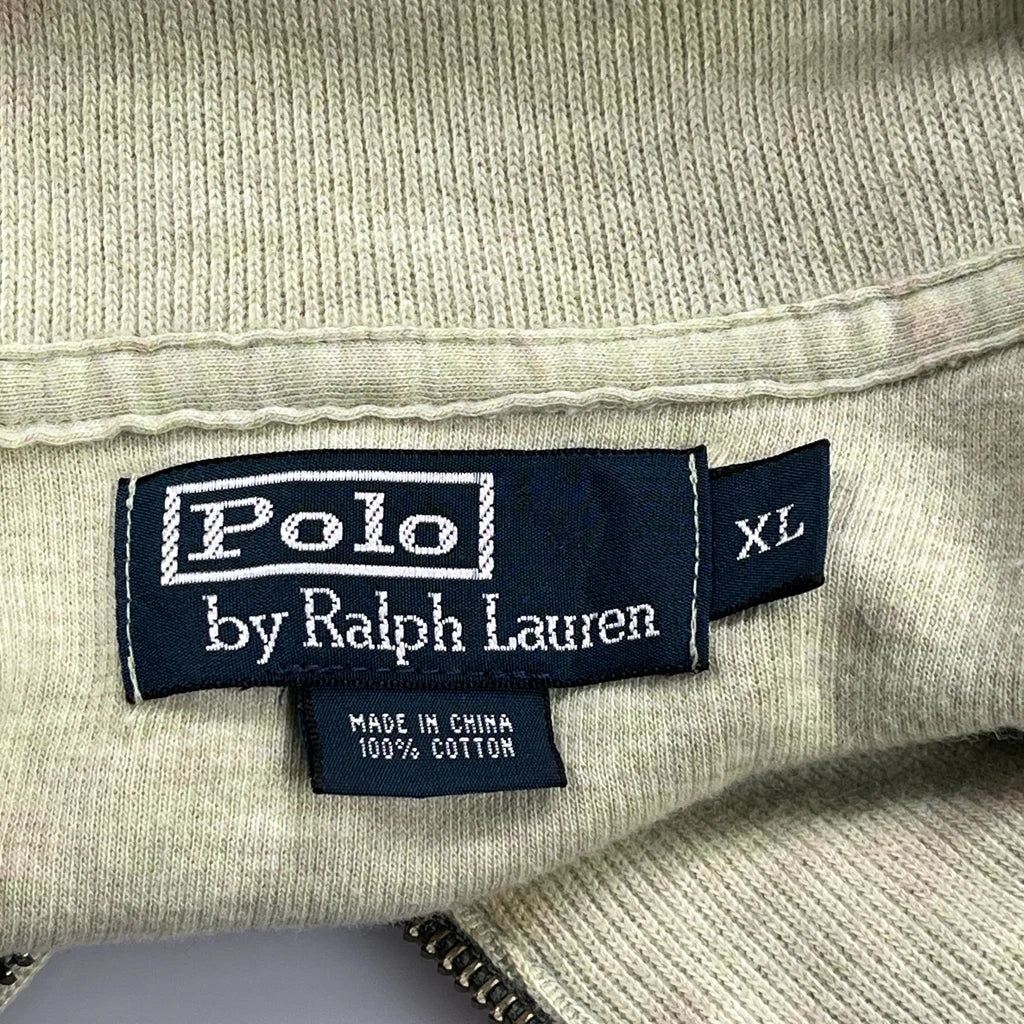 Polo
by Ralph Lauren
XL
MADE IN CHINA
100% COTTON